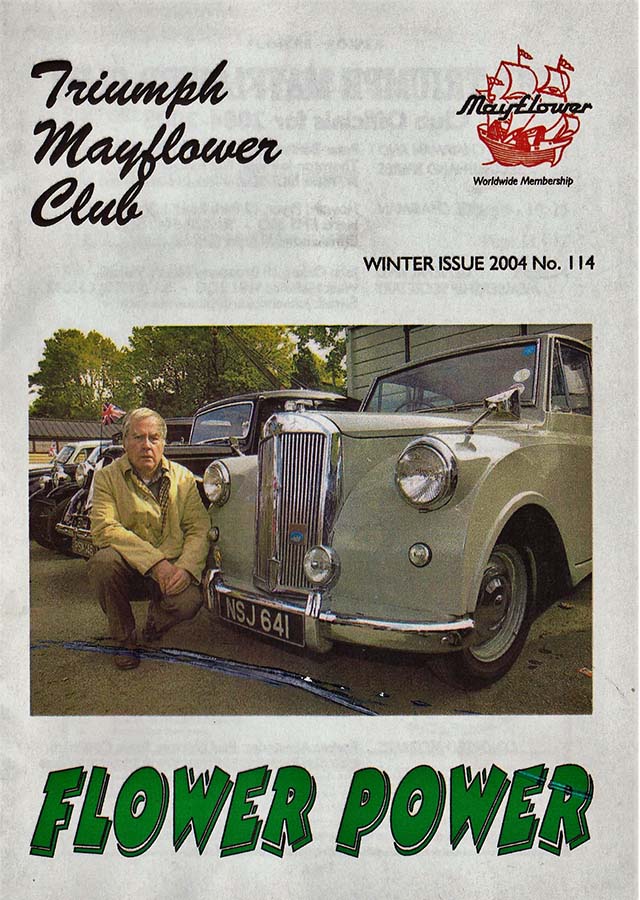 Triumph
Mayflower
Club
Mayflower
Worldwide Membership
WINTER ISSUE 2004 No. 114
NSJ 641
FLOWER POWER